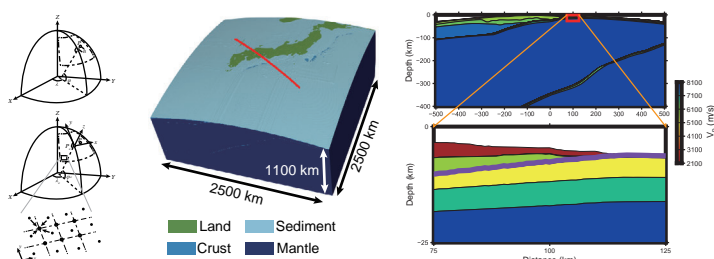 Z
Y
X
Z
Y
X
1100 km
2500 km
2500 km
Land
Sediment
Crust
Mantle
Depth (km)
0
−100
−200
−300
−400
−500 −400 −300 −200 −100 0 100 200 300 400 500
8100
7100
6100
5100
4100
3100
2100
(m/s)
Depth (km)
0
−25
75 100 125
Distance (km)